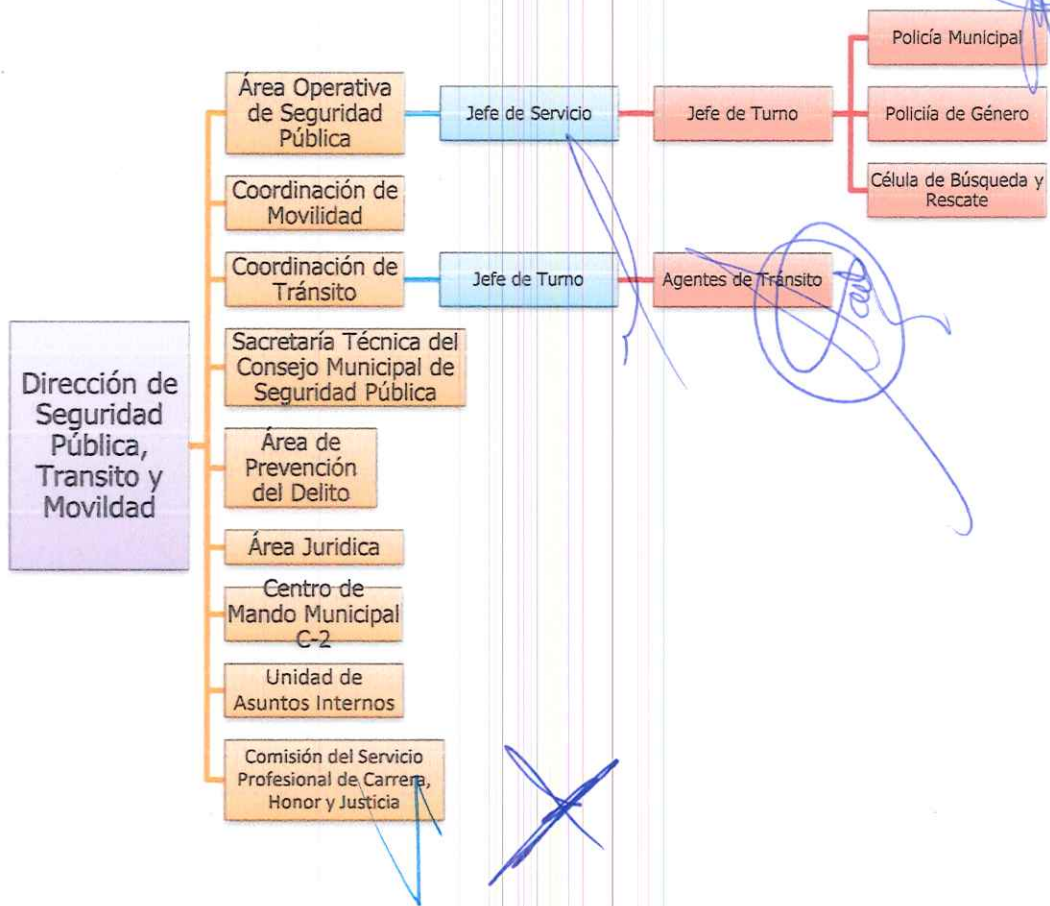 Dirección de
Seguridad
Pública,
Transito y
Movildad
Área Operativa
de Seguridad
Pública
Jefe de Servicio
Jefe de Turno
Policía Municipal
Policiía de Género
Célula de Búsqueda y
Rescate
Coordinación de
Movilidad
Coordinación de
Tránsito
Jefe de Turno
Agentes de Tránsito
Sacretaría Técnica del
Consejo Municipal de
Seguridad Pública
Área de
Prevención
del Delito
Área Juridica
Centro de
Mando Municipal
C-2
Unidad de
Asuntos Internos
Comisión del Servicio
Profesional de Carrera,
Honor y Justicia